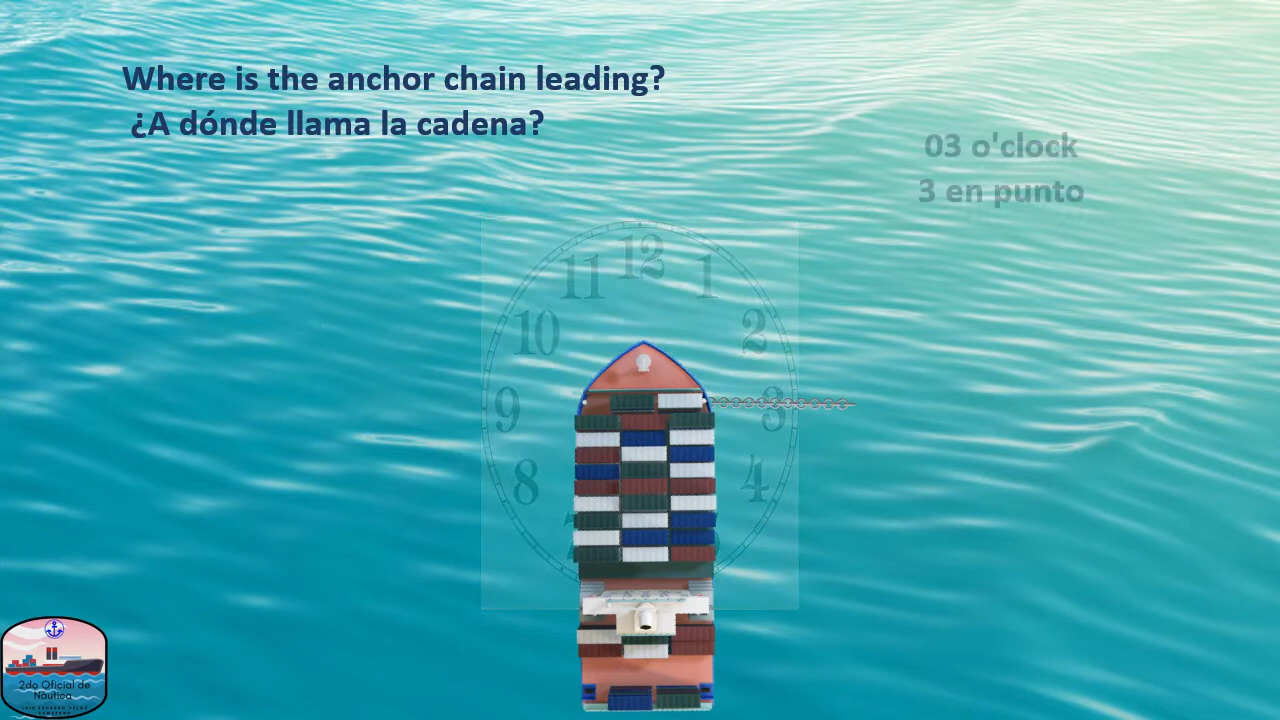 Where is the anchor chain leading?
¿A dónde llama la cadena?
03 o'clock
3 en punto
12
11
1
10
2
9
3
8
4
2do Oficial de
Náutica